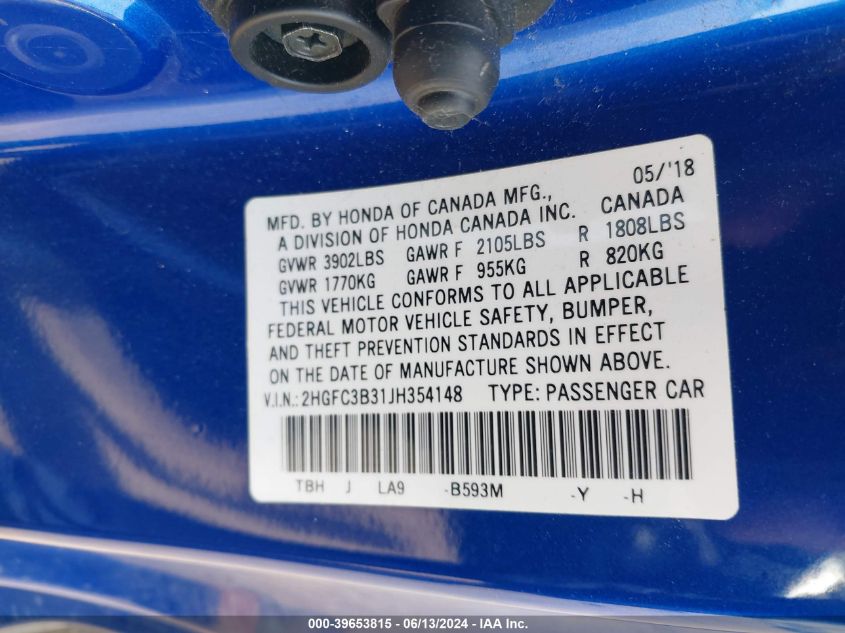 05/'18
MFD. BY HONDA OF CANADA MFG., CANADA
A DIVISION OF HONDA CANADA INC.
GVWR 3902LBS GAWR F 2105LBS R 1808LBS
GVWR 1770KG GAWR F 955KG R 820KG
THIS VEHICLE CONFORMS TO ALL APPLICABLE
FEDERAL MOTOR VEHICLE SAFETY, BUMPER,
AND THEFT PREVENTION STANDARDS IN EFFECT
ON THE DATE OF MANUFACTURE SHOWN ABOVE.
V.I.N.: 2HGFC3B31JH354148 TYPE: PASSENGER CAR
TBH J LA9 -B593M -Y -H
000-39653815 - 06/13/2024 - IAA Inc.